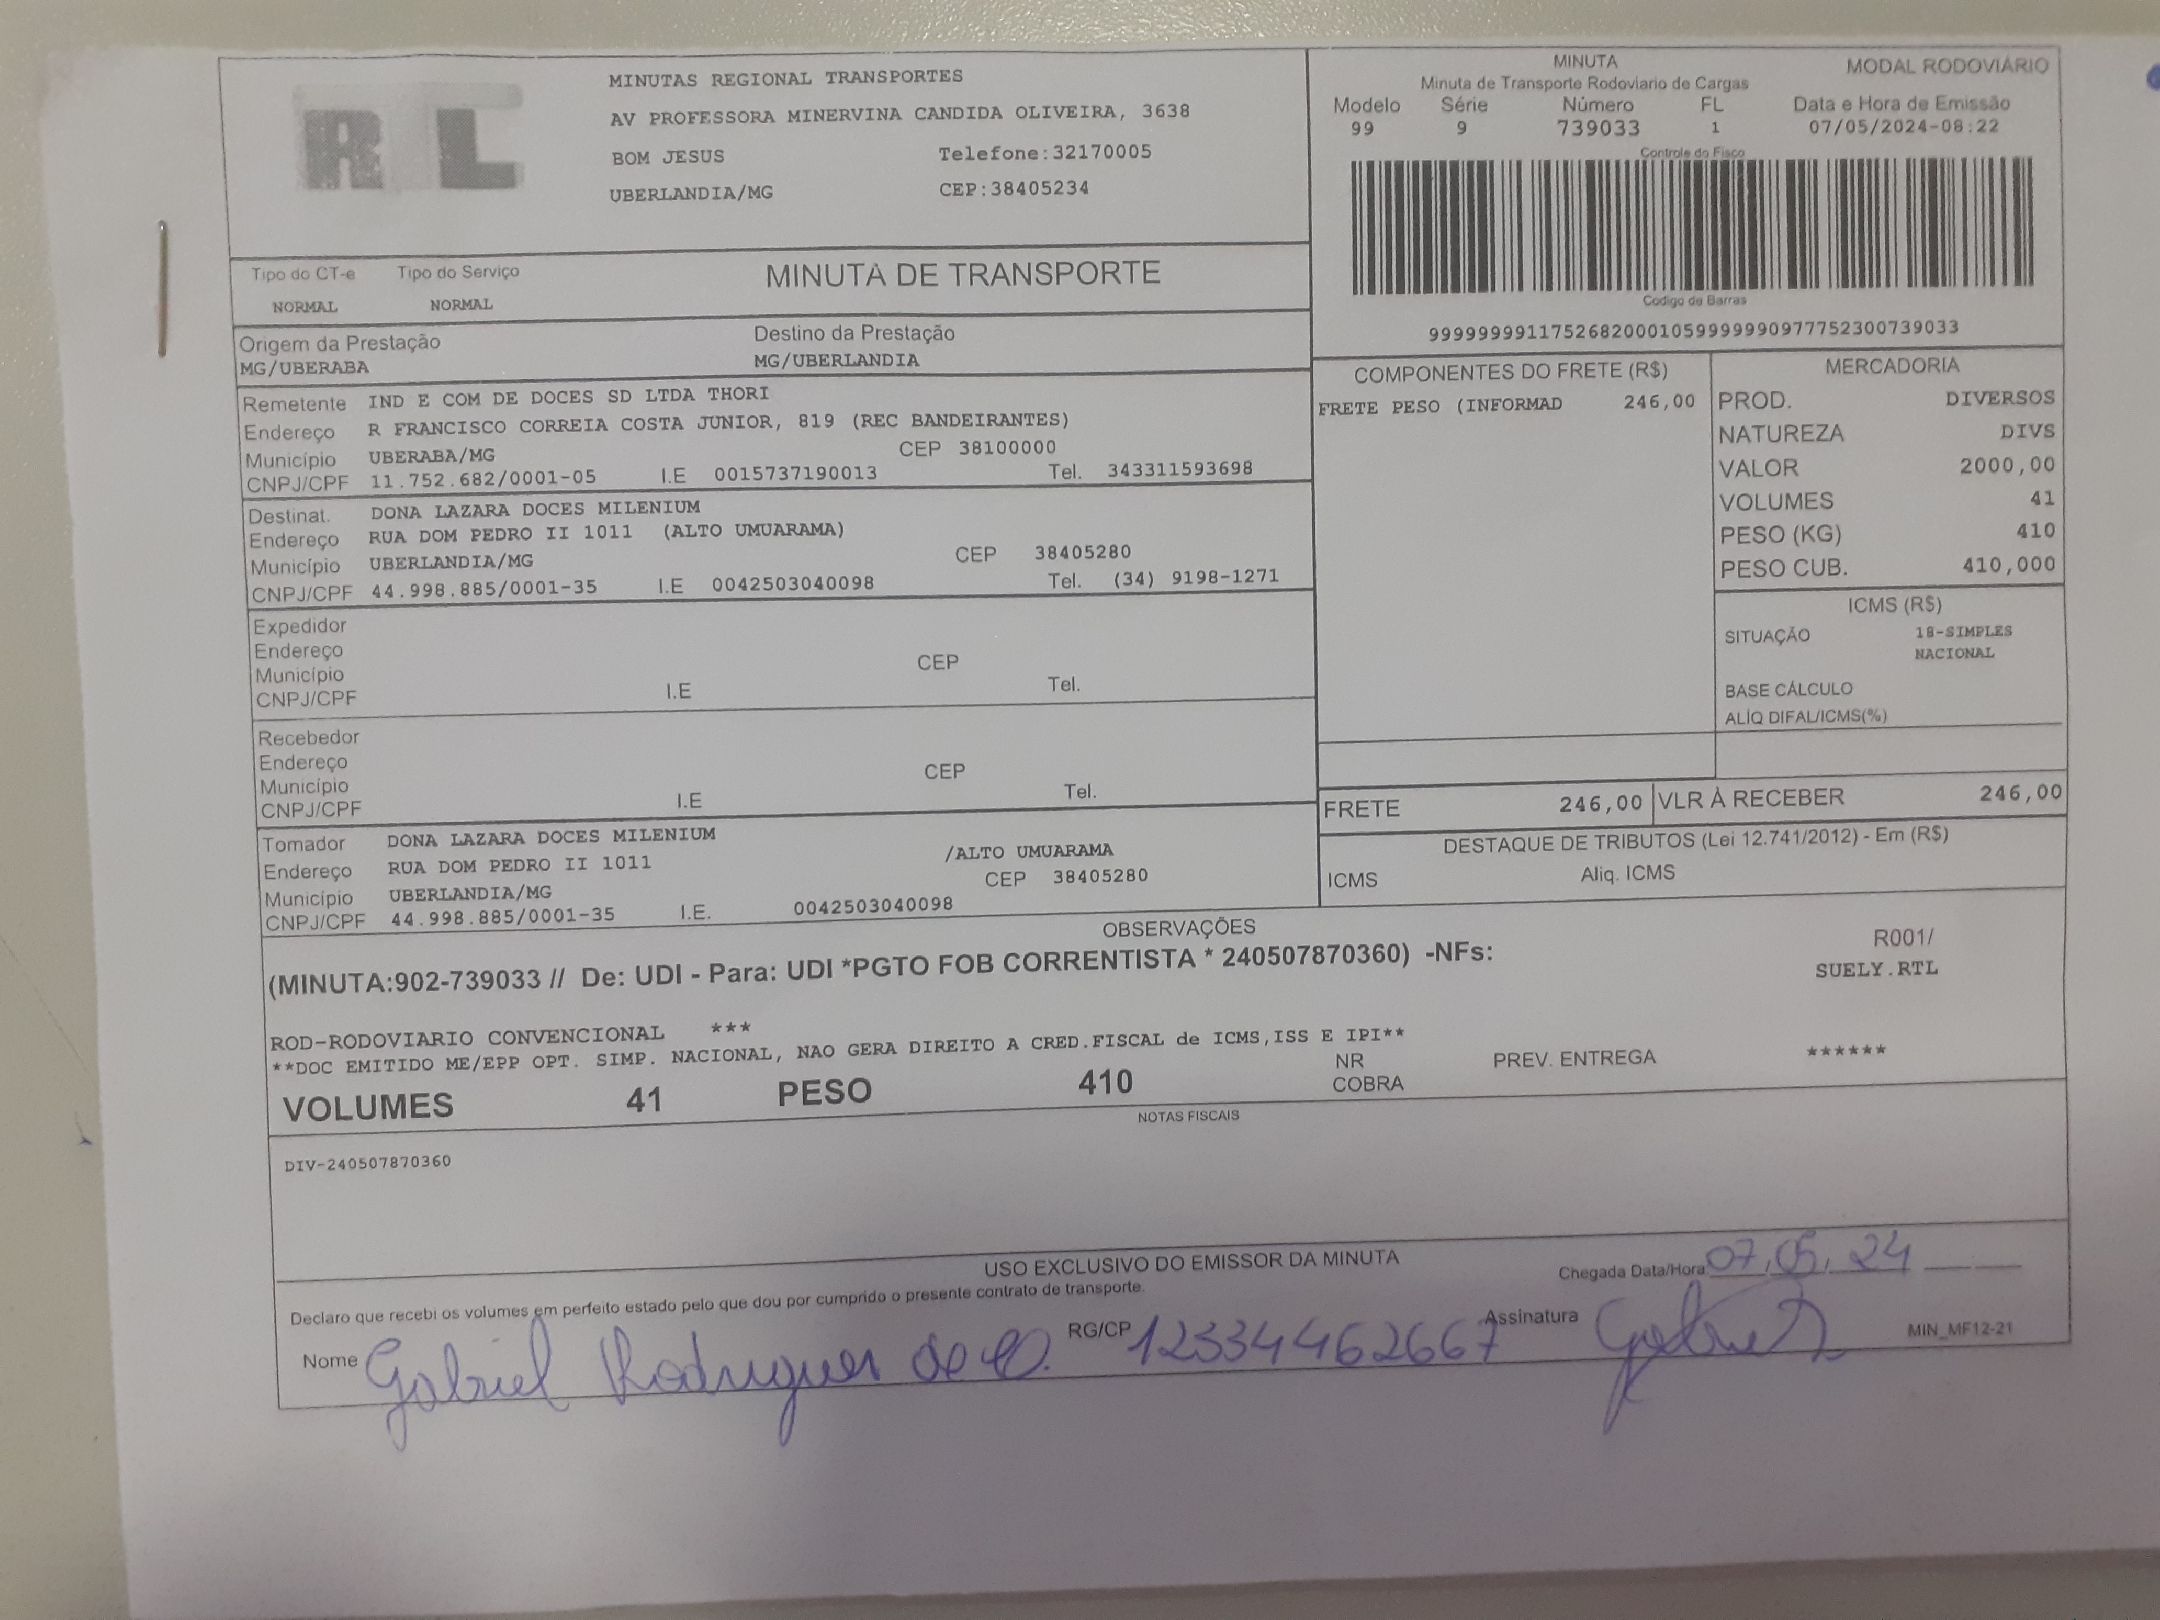 RTL
MINUTAS REGIONAL TRANSPORTES
AV PROFESSORA MINERVINA CANDIDA OLIVEIRA, 3638
BOM JESUS Telefone:32170005
UBERLANDIA/MG CEP:38405234
MINUTA
Minuta de Transporte Rodoviario de Cargas
MODAL RODOVIÁRIO
Modelo Série Número FL Data e Hora de Emissão
99 9 739033 1 07/05/2024-08:22
Controle do Fisco
Codigo de Barras
Tipo do CT-e Tipo do Serviço MINUTA DE TRANSPORTE
NORMAL NORMAL
Origem da Prestação Destino da Prestação
MG/UBERABA MG/UBERLANDIA
Remetente IND E COM DE DOCES SD LTDA THORI
Endereço R FRANCISCO CORREIA COSTA JUNIOR, 819 (REC BANDEIRANTES)
Município UBERABA/MG CEP 38100000
CNPJ/CPF 11.752.682/0001-05 I.E 0015737190013 Tel. 343311593698
Destinat. DONA LAZARA DOCES MILENIUM
Endereço RUA DOM PEDRO II 1011 (ALTO UMUARAMA)
Município UBERLANDIA/MG CEP 38405280
CNPJ/CPF 44.998.885/0001-35 I.E 0042503040098 Tel. (34) 9198-1271
Expedidor
Endereço
Município CEP
CNPJ/CPF I.E Tel.
Recebedor
Endereço
Município CEP
CNPJ/CPF I.E Tel.
Tomador DONA LAZARA DOCES MILENIUM
Endereço RUA DOM PEDRO II 1011 /ALTO UMUARAMA
Município UBERLANDIA/MG CEP 38405280
CNPJ/CPF 44.998.885/0001-35 I.E. 0042503040098
COMPONENTES DO FRETE (R$)
FRETE PESO (INFORMAD 246,00
MERCADORIA
PROD. DIVERSOS
NATUREZA DIVS
VALOR 2000,00
VOLUMES 41
PESO (KG) 410
PESO CUB. 410,000
ICMS (R$)
SITUAÇÃO 18-SIMPLES
NACIONAL
BASE CÁLCULO
ALÍQ DIFAL/ICMS(%)
FRETE 246,00 VLR À RECEBER 246,00
DESTAQUE DE TRIBUTOS (Lei 12.741/2012) - Em (R$)
ICMS Aliq. ICMS
OBSERVAÇÕES
(MINUTA:902-739033 // De: UDI - Para: UDI *PGTO FOB CORRENTISTA * 240507870360) -NFs:
R001/
SUELY.RTL
ROD-RODOVIARIO CONVENCIONAL ***
**DOC EMITIDO ME/EPP OPT. SIMP. NACIONAL, NAO GERA DIREITO A CRED.FISCAL de ICMS,ISS E IPI**
VOLUMES 41 PESO 410 NR COBRA PREV. ENTREGA ******
NOTAS FISCAIS
DIV-240507870360
USO EXCLUSIVO DO EMISSOR DA MINUTA
Chegada Data/Hora 07,05,24
Declaro que recebi os volumes em perfeito estado pelo que dou por cumprido o presente contrato de transporte.
Nome Gabriel Rodrigues de O. RG/CP 12334462667 Assinatura Gabriel
MIN_MF12-21